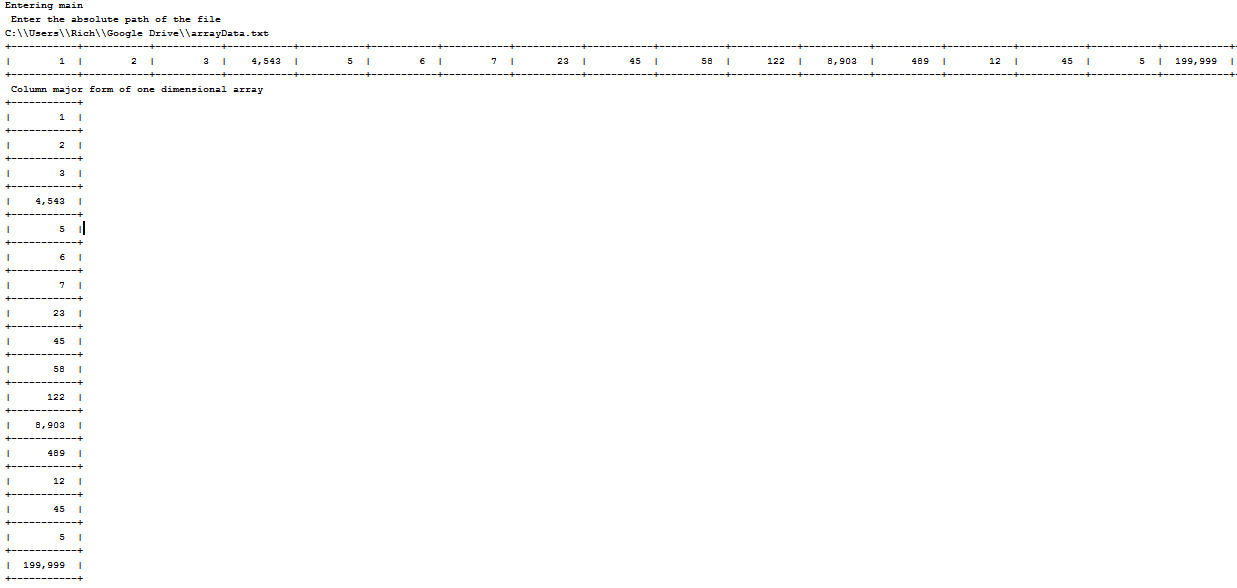 Entering main
 Enter the absolute path of the file
C:\\Users\\Rich\\Google Drive\\arrayData.txt
+-----------+-----------+-----------+-----------+-----------+-----------+-----------+-----------+-----------+-----------+-----------+-----------+-----------+-----------+-----------+-----------+-----------+
|        1  |        2  |        3  |    4,543  |        5  |        6  |        7  |       23  |       45  |       58  |      122  |    8,903  |      489  |       12  |       45  |        5  |  199,999  |
+-----------+-----------+-----------+-----------+-----------+-----------+-----------+-----------+-----------+-----------+-----------+-----------+-----------+-----------+-----------+-----------+-----------+
 Column major form of one dimensional array
+-----------+
|        1  |
+-----------+
|        2  |
+-----------+
|        3  |
+-----------+
|    4,543  |
+-----------+
|        5  |
+-----------+
|        6  |
+-----------+
|        7  |
+-----------+
|       23  |
+-----------+
|       45  |
+-----------+
|       58  |
+-----------+
|      122  |
+-----------+
|    8,903  |
+-----------+
|      489  |
+-----------+
|       12  |
+-----------+
|       45  |
+-----------+
|        5  |
+-----------+
|  199,999  |
+-----------+